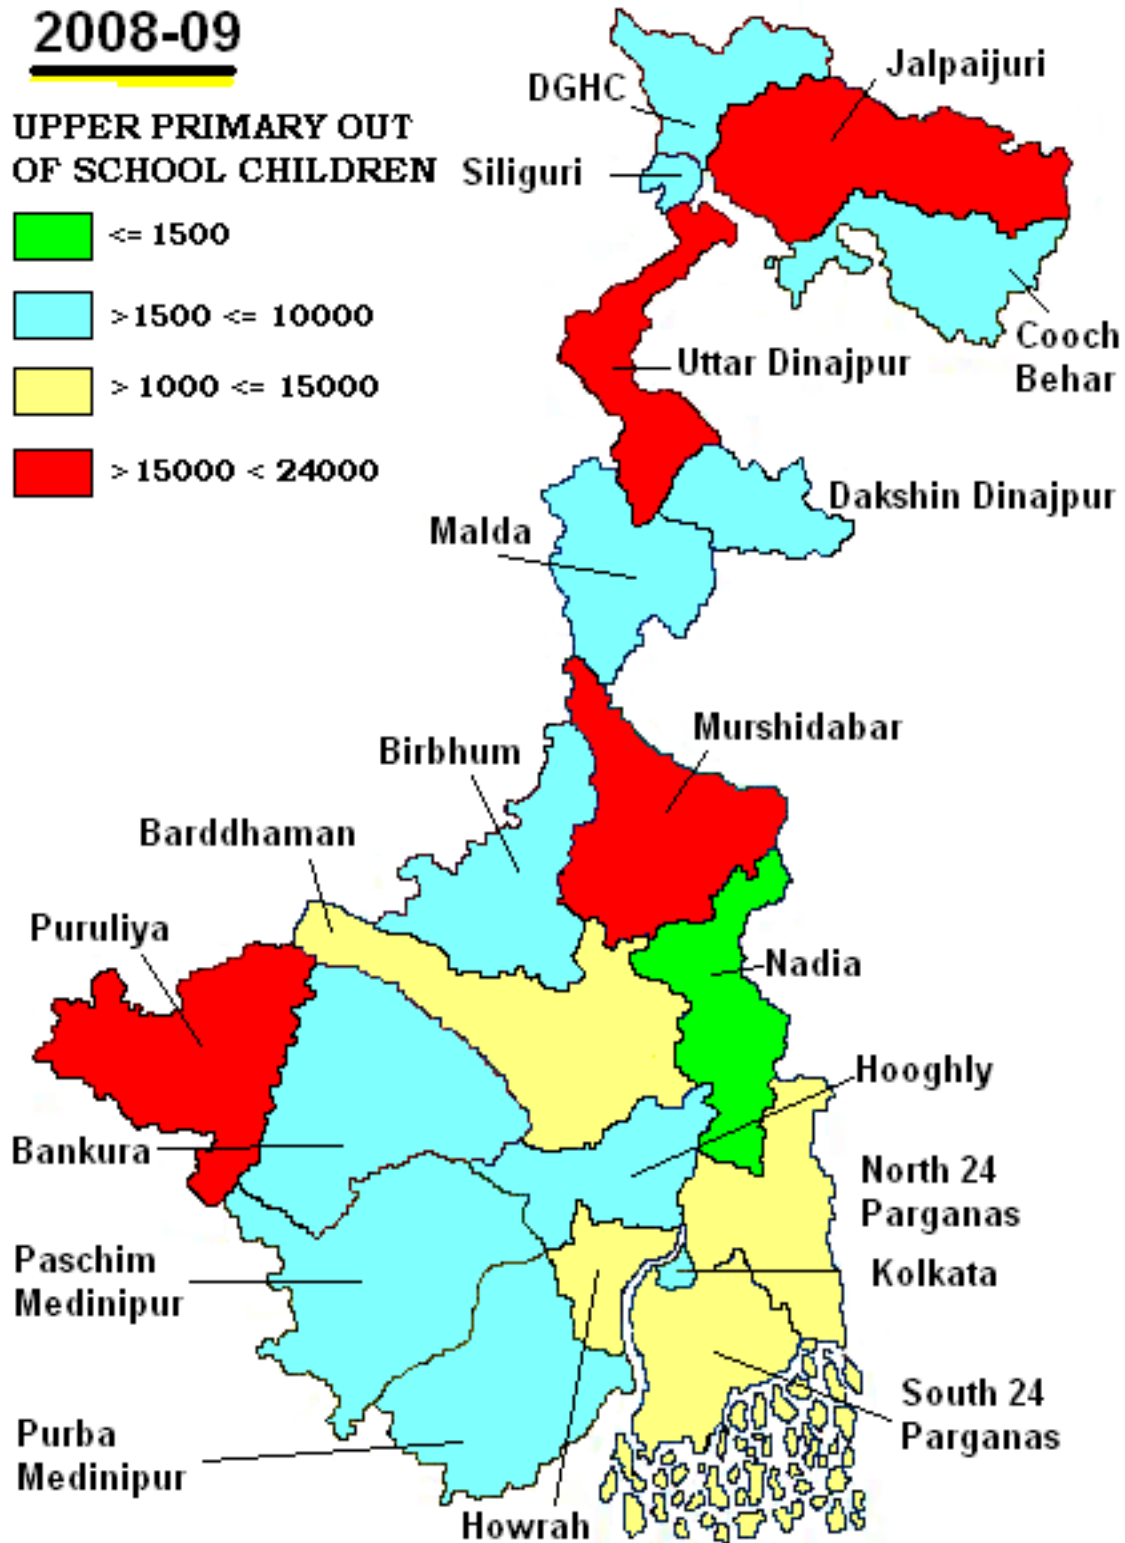 2008-09
UPPER PRIMARY OUT
OF SCHOOL CHILDREN
<= 1500
>1500 <= 10000
> 1000 <= 15000
>15000 < 24000
DGHC
Jalpaijuri
Siliguri
Cooch
Behar
Uttar Dinajpur
Dakshin Dinajpur
Malda
Murshidabar
Birbhum
Barddhaman
Puruliya
Nadia
Hooghly
Bankura
North 24
Parganas
Paschim
Medinipur
Kolkata
South 24
Parganas
Purba
Medinipur
Howrah